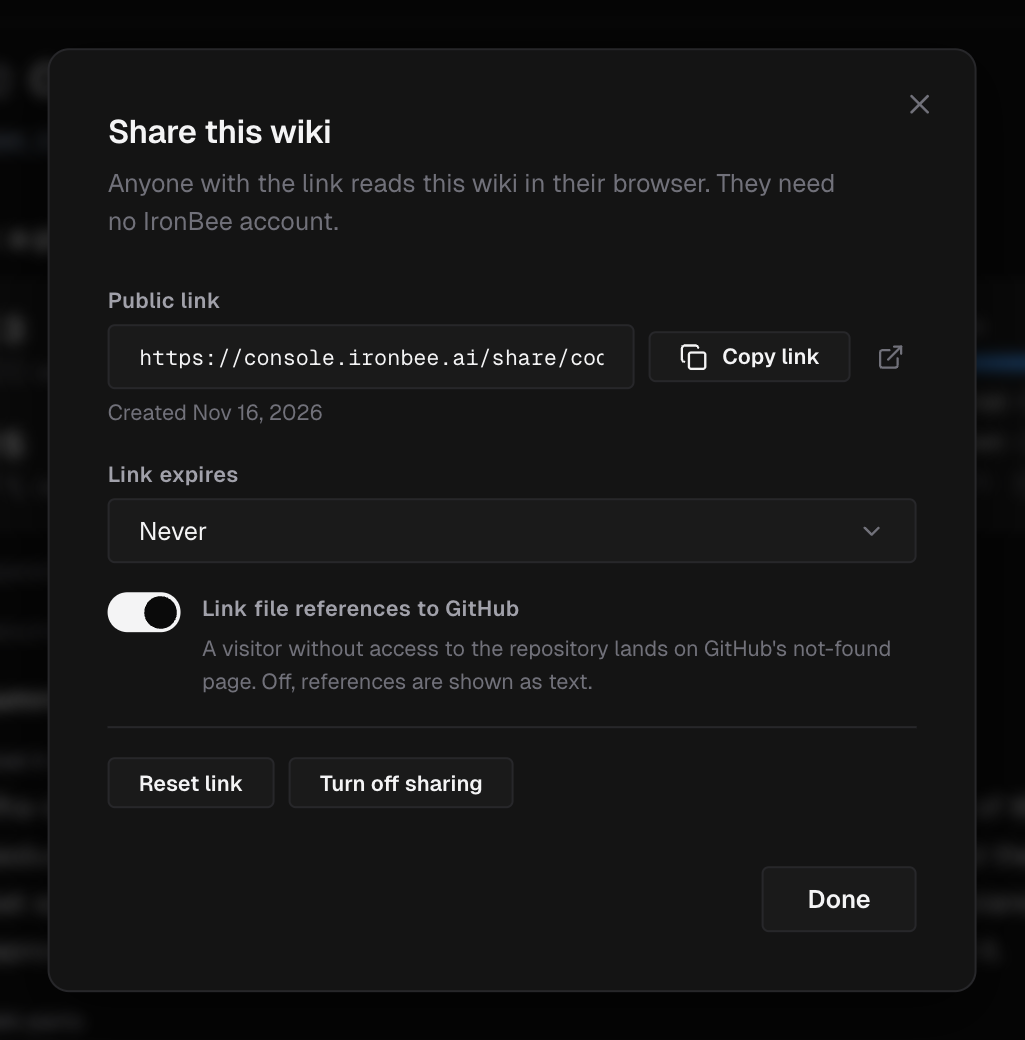 Share this wiki
Anyone with the link reads this wiki in their browser. They need
no IronBee account.
Public link
https://console.ironbee.ai/share/coc
Copy link
Created Nov 16, 2026
Link expires
Never
Link file references to GitHub
A visitor without access to the repository lands on GitHub's not-found
page. Off, references are shown as text.
Reset link
Turn off sharing
Done